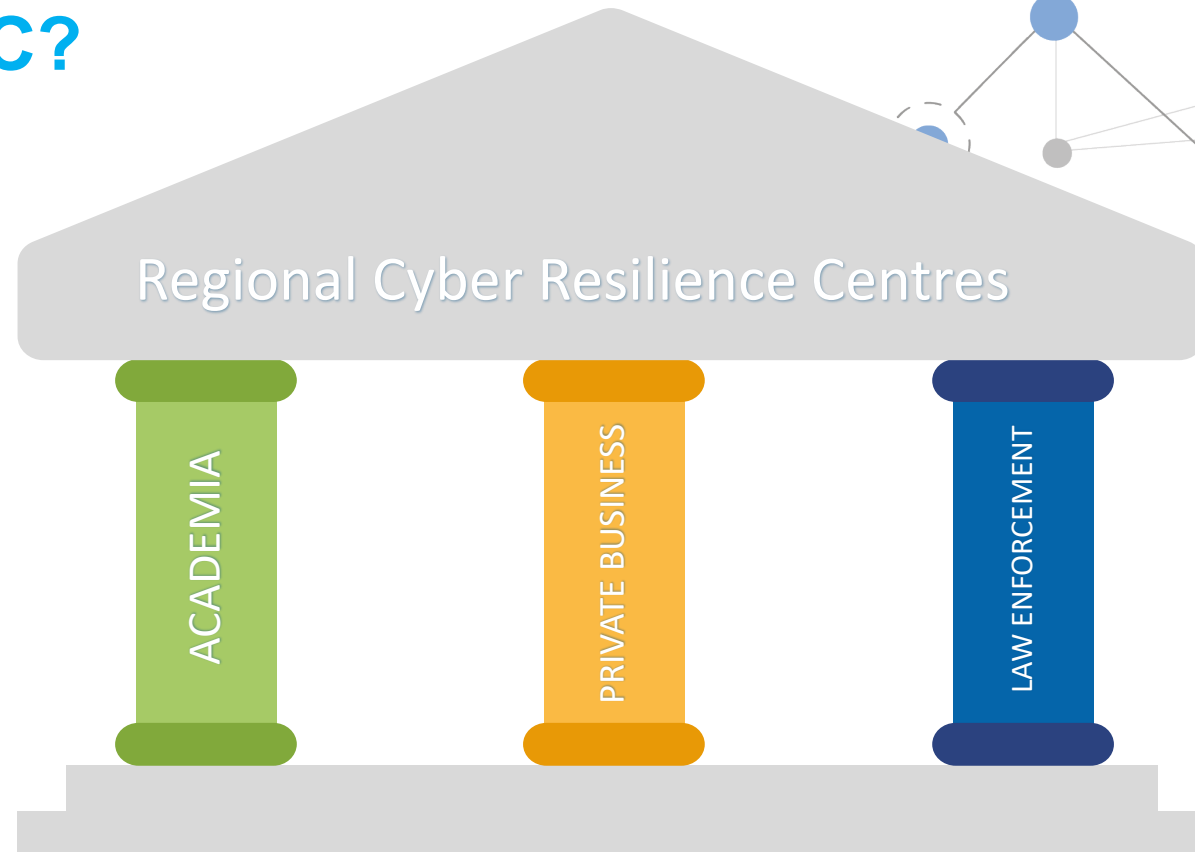 C?
Regional Cyber Resilience Centres
ACADEMIA
PRIVATE BUSINESS
LAW ENFORCEMENT